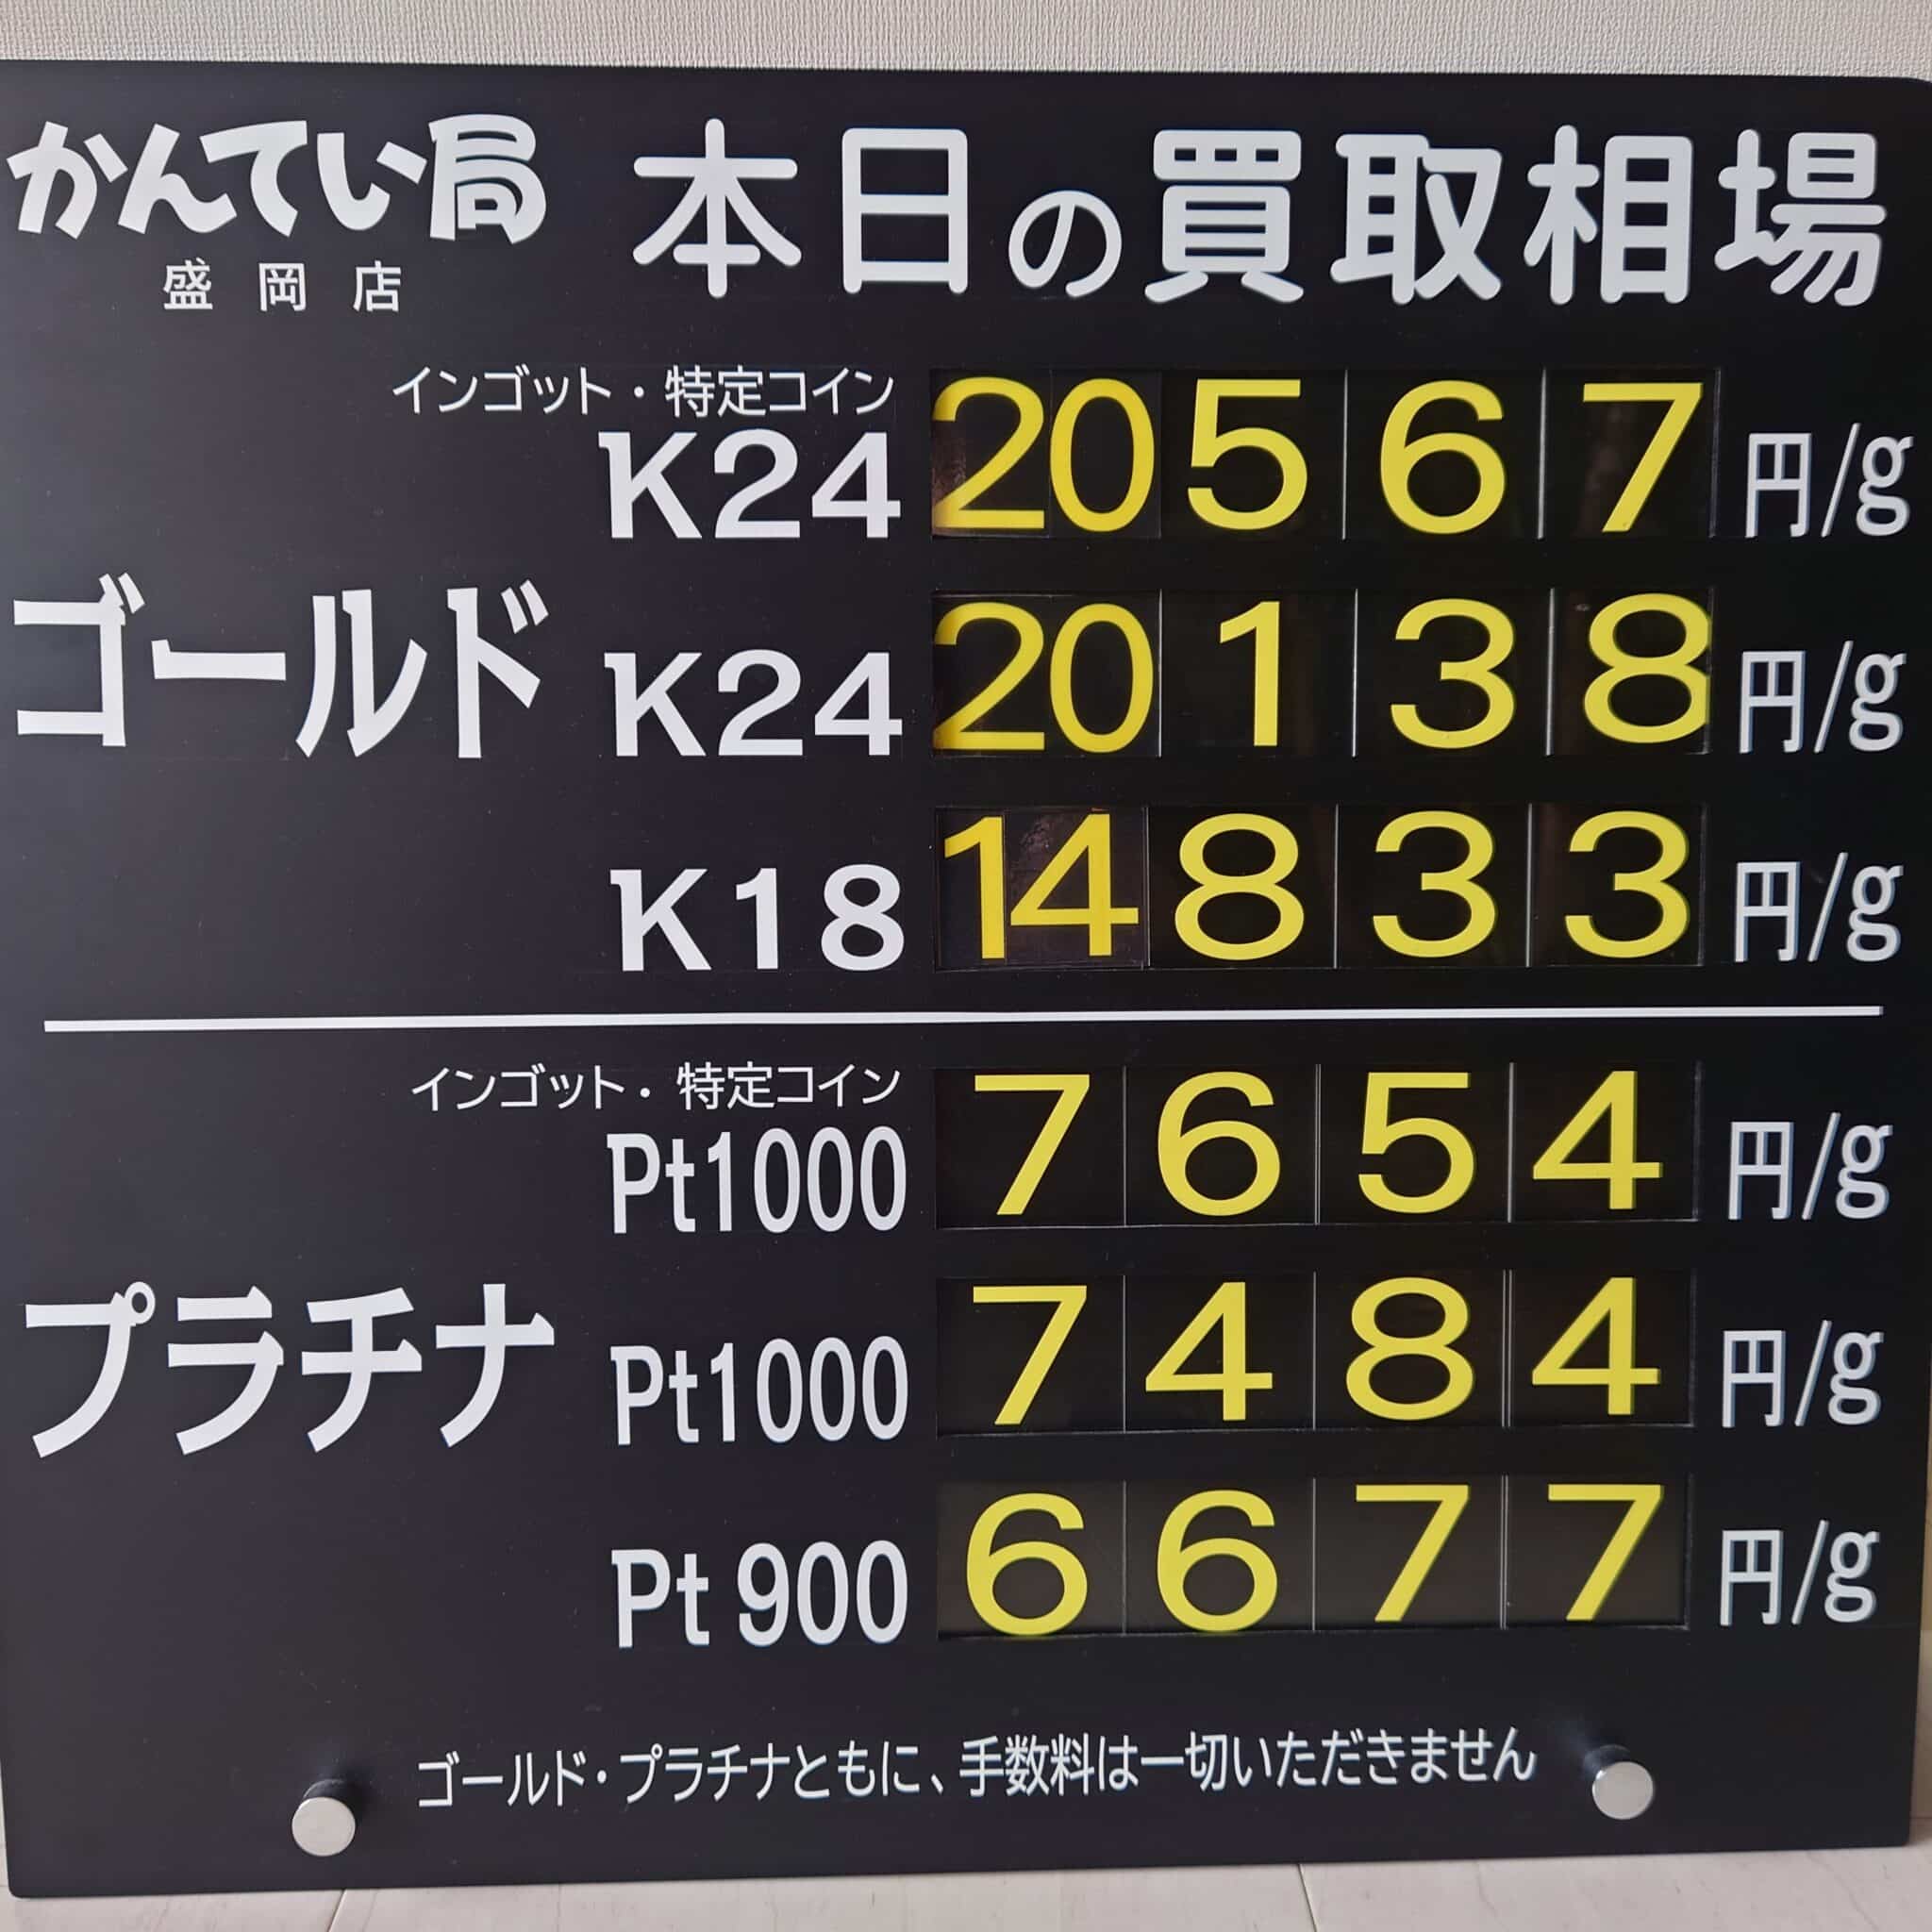 かんてい局 本日の買取相場
盛岡店
インゴット・特定コイン
K24 20567 円/g
ゴールド K24 20138 円/g
K18 14833 円/g
インゴット・特定コイン
Pt1000 7654 円/g
プラチナ Pt1000 7484 円/g
Pt900 6677 円/g
ゴールド・プラチナともに、手数料は一切いただきません